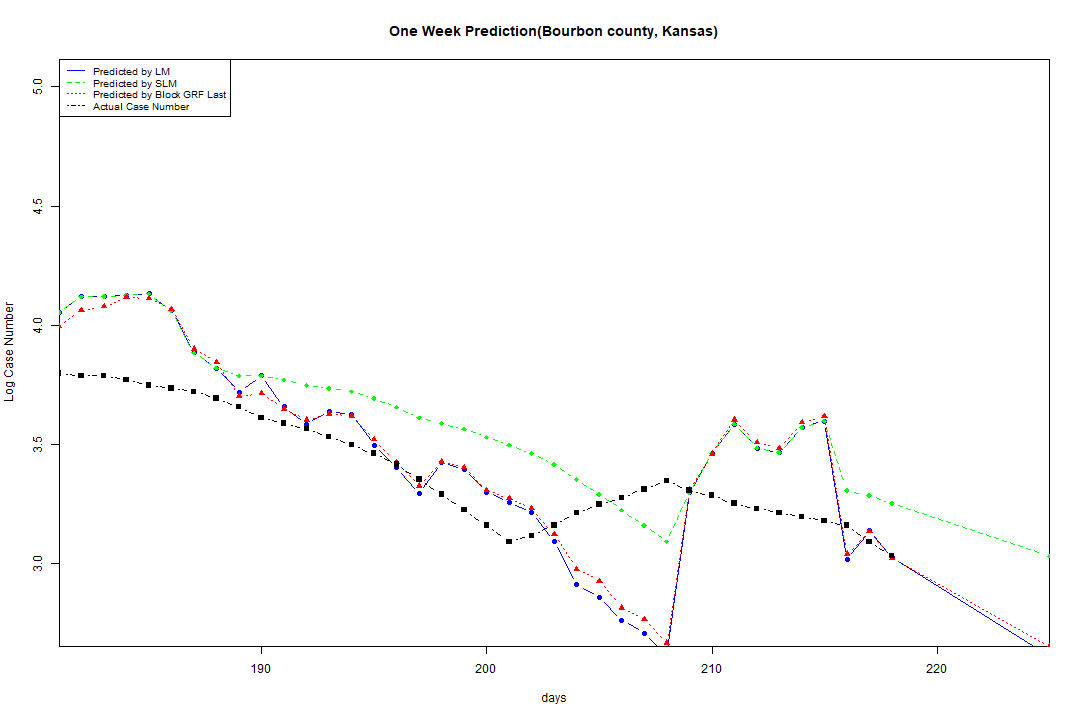 One Week Prediction(Bourbon county, Kansas)
Predicted by LM
Predicted by SLM
Predicted by Block GRF Last
Actual Case Number
5.0
4.5
4.0
3.5
3.0
Log Case Number
190
200
210
220
days